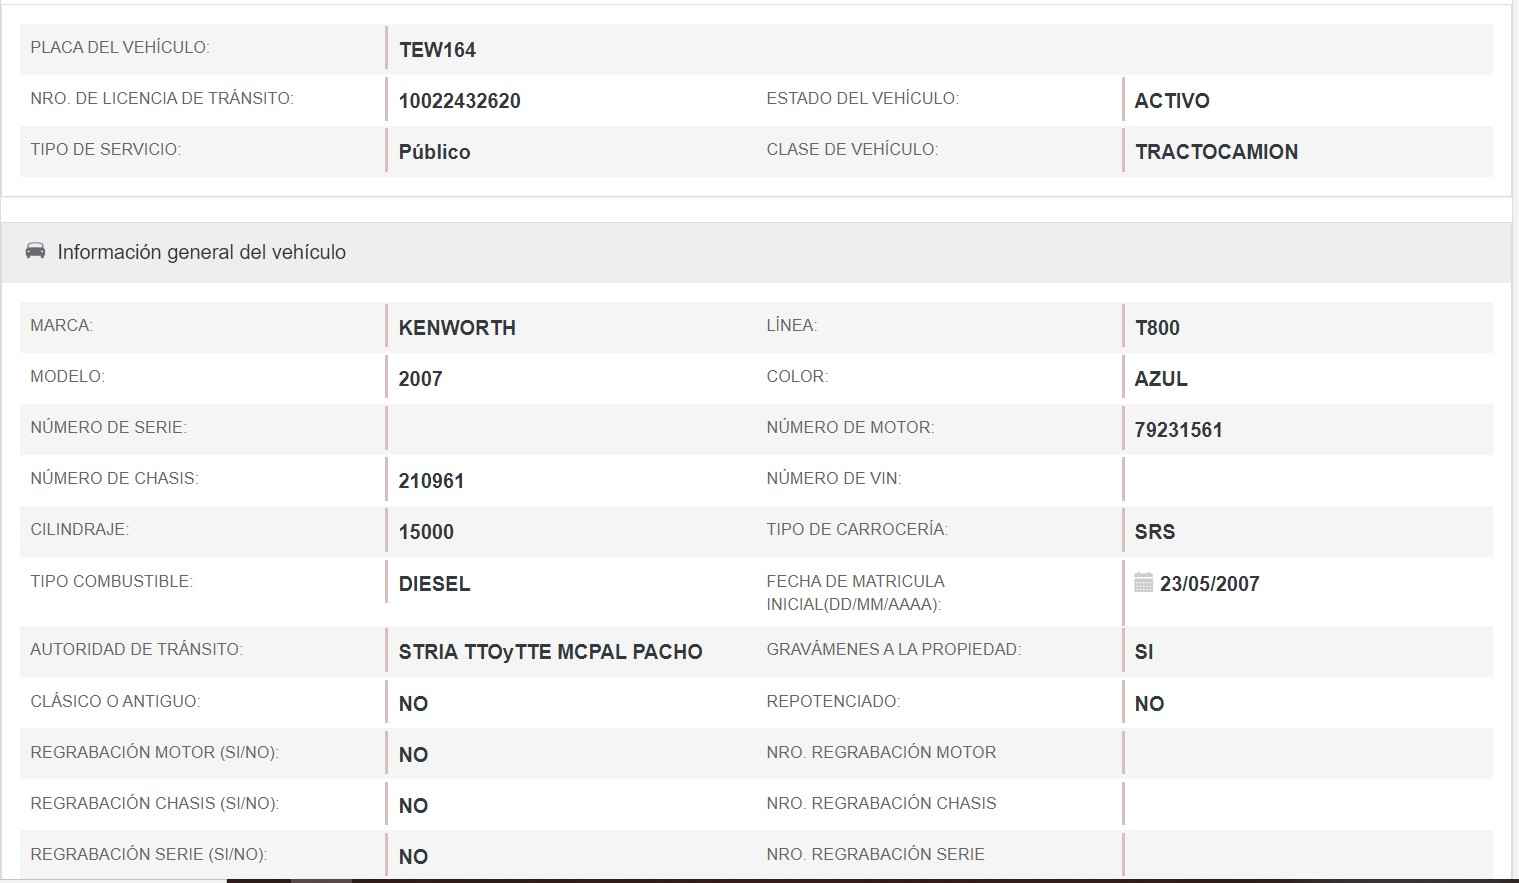 PLACA DEL VEHÍCULO: TEW164
NRO. DE LICENCIA DE TRÁNSITO: 10022432620 ESTADO DEL VEHÍCULO: ACTIVO
TIPO DE SERVICIO: Público CLASE DE VEHÍCULO: TRACTOCAMION
Información general del vehículo
MARCA: KENWORTH LÍNEA: T800
MODELO: 2007 COLOR: AZUL
NÚMERO DE SERIE: NÚMERO DE MOTOR: 79231561
NÚMERO DE CHASIS: 210961 NÚMERO DE VIN:
CILINDRAJE: 15000 TIPO DE CARROCERÍA: SRS
TIPO COMBUSTIBLE: DIESEL FECHA DE MATRICULA 23/05/2007
INICIAL(DD/MM/AAAA):
AUTORIDAD DE TRÁNSITO: STRIA TTOyTTE MCPAL PACHO GRAVÁMENES A LA PROPIEDAD: SI
CLÁSICO O ANTIGUO: NO REPOTENCIADO: NO
REGRABACIÓN MOTOR (SI/NO): NO NRO. REGRABACIÓN MOTOR
REGRABACIÓN CHASIS (SI/NO): NO NRO. REGRABACIÓN CHASIS
REGRABACIÓN SERIE (SI/NO): NO NRO. REGRABACIÓN SERIE